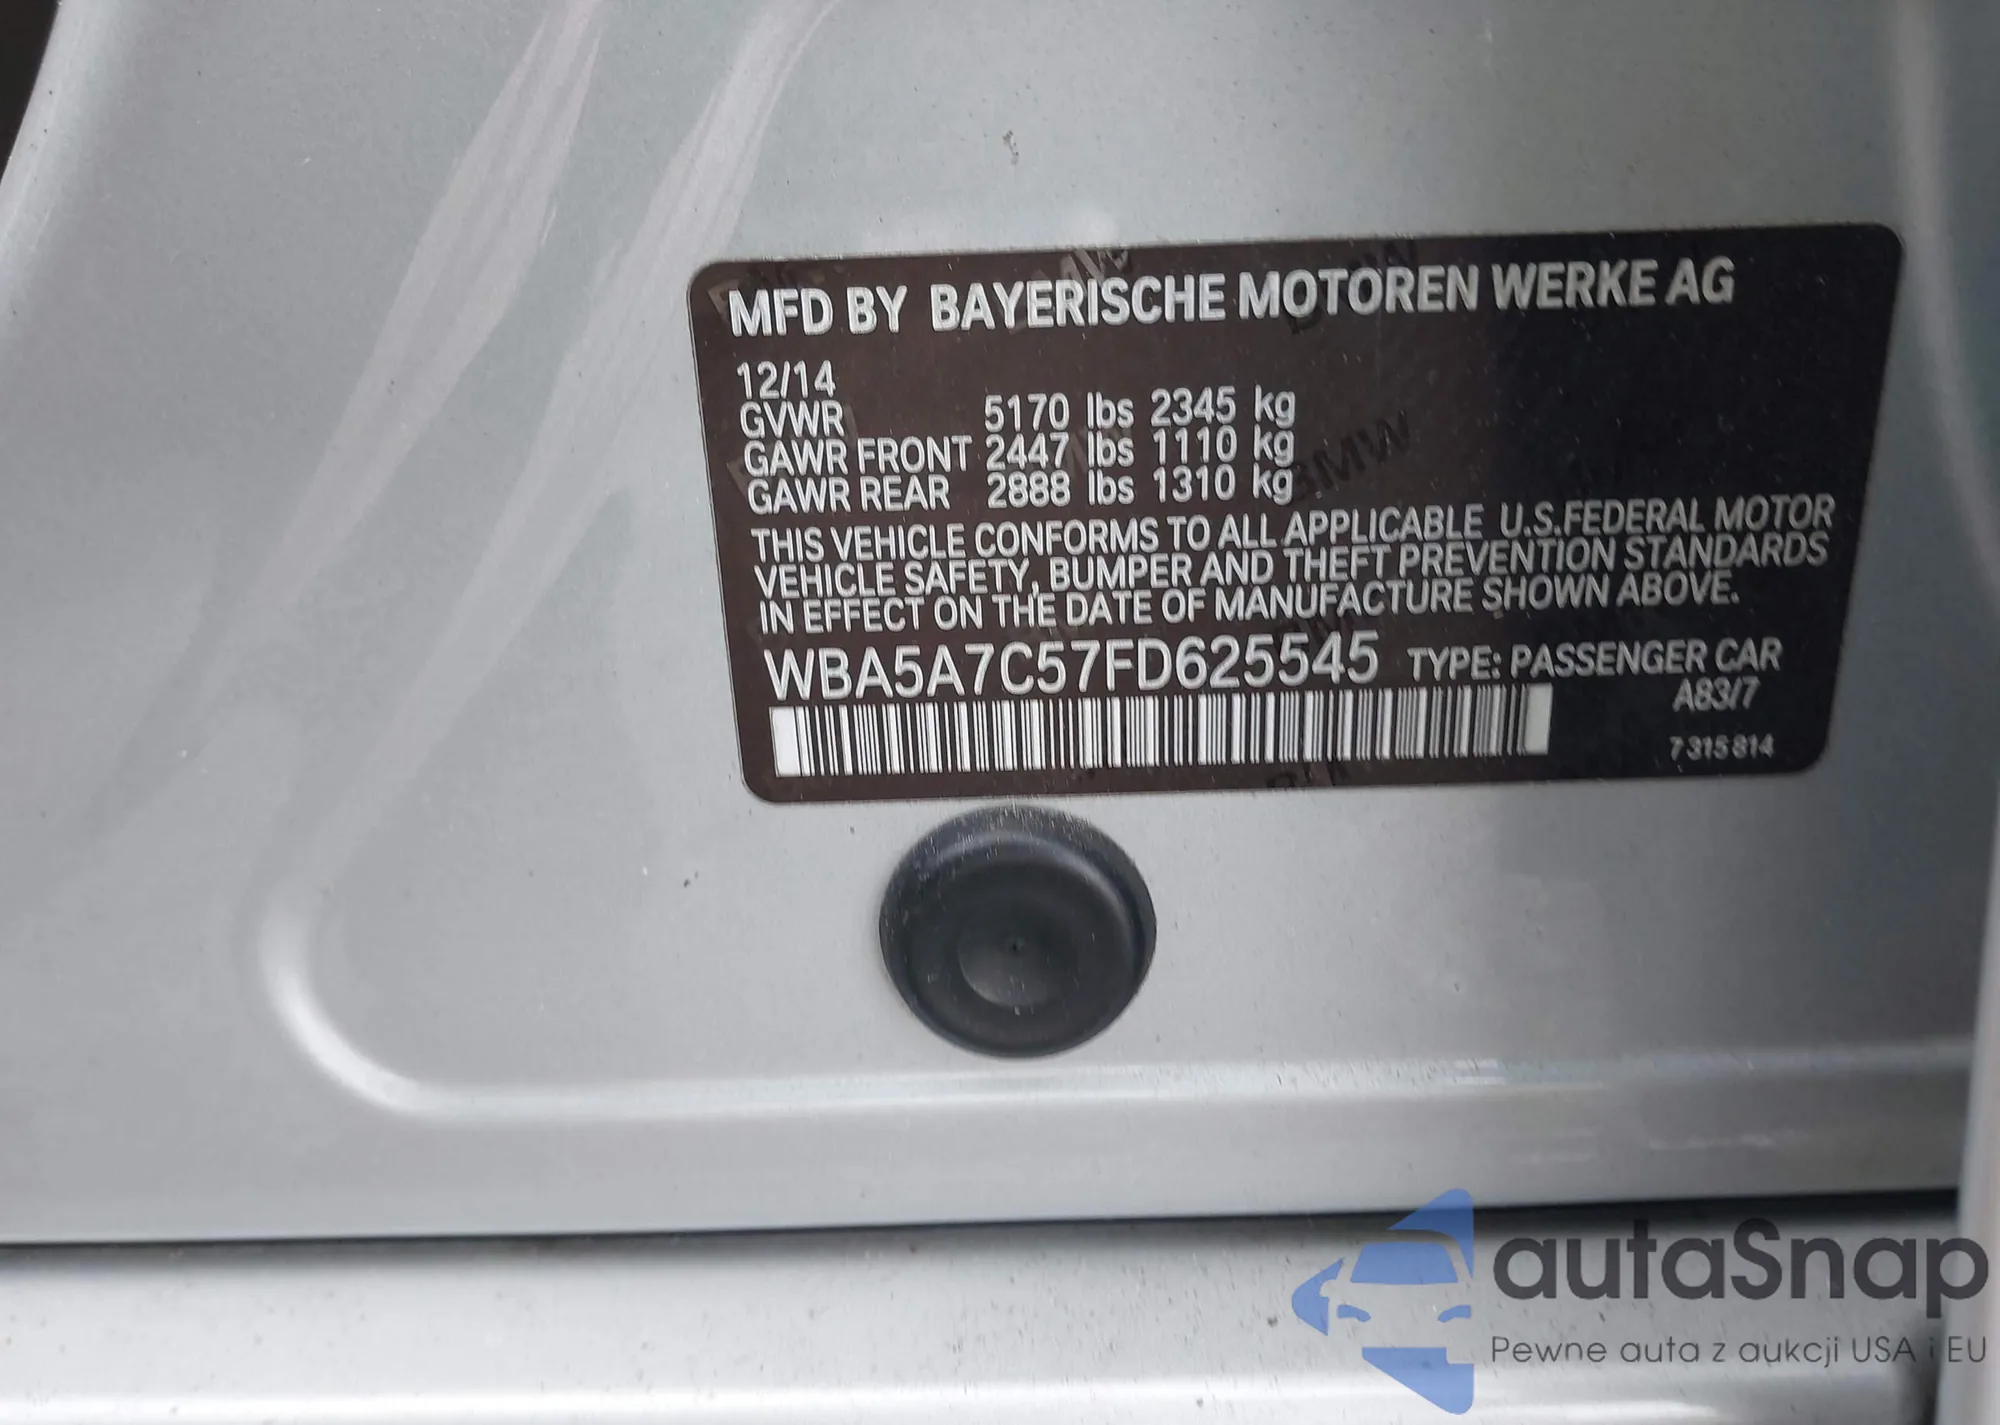 MFD BY BAYERISCHE MOTOREN WERKE AG
12/14
GVWR 5170 lbs 2345 kg
GAWR FRONT 2447 lbs 1110 kg
GAWR REAR 2888 lbs 1310 kg
THIS VEHICLE CONFORMS TO ALL APPLICABLE U.S.FEDERAL MOTOR
VEHICLE SAFETY, BUMPER AND THEFT PREVENTION STANDARDS
IN EFFECT ON THE DATE OF MANUFACTURE SHOWN ABOVE.
WBA5A7C57FD625545 TYPE: PASSENGER CAR
A83/7
7 315 814
autaSnap
Pewne auta z aukcji USA i EU